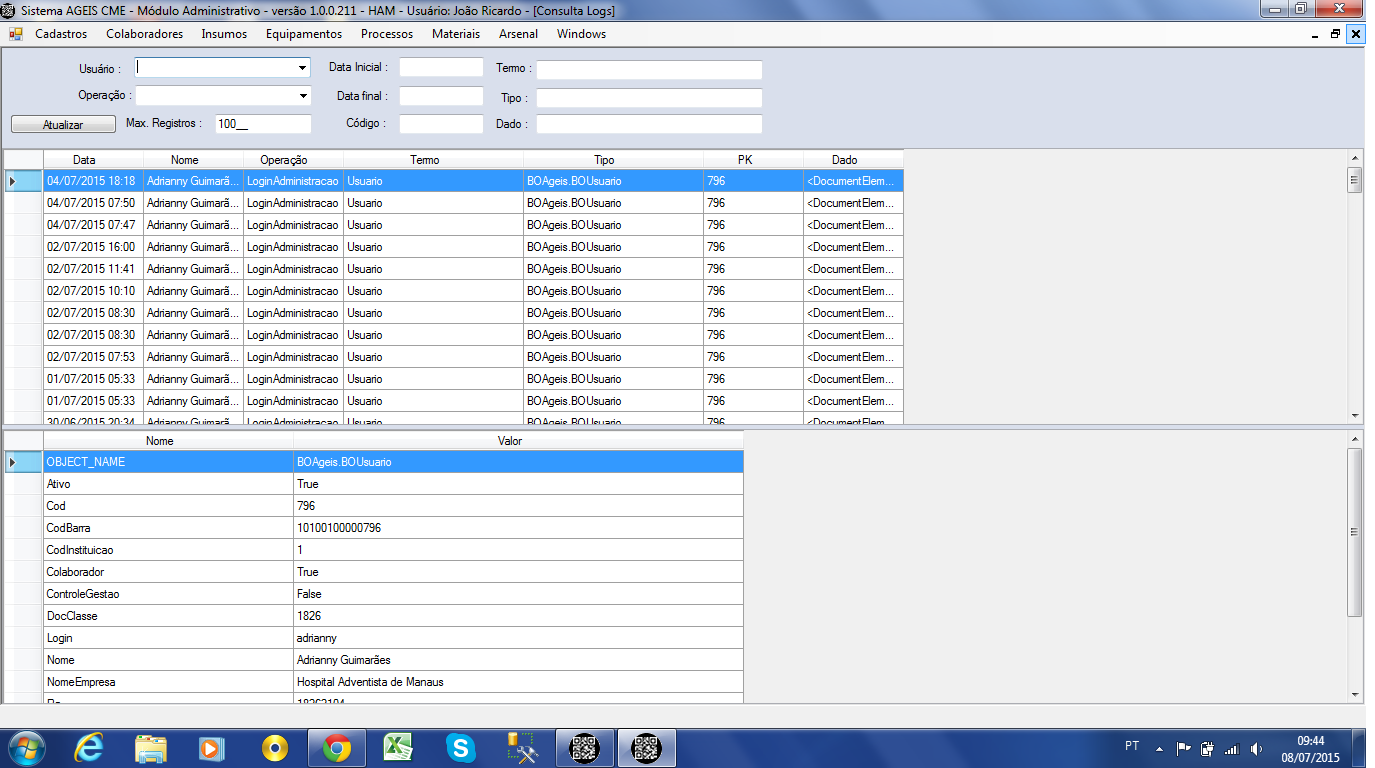 Sistema AGEIS CME - Módulo Administrativo - versão 1.0.0.211 - HAM - Usuário: João Ricardo - [Consulta Logs]
Cadastros Colaboradores Insumos Equipamentos Processos Materiais Arsenal Windows
Usuário : Data Inicial : Termo :
Operação : Data final : Tipo :
Atualizar Max. Registros : 100__ Código : Dado :
Data Nome Operação Termo Tipo PK Dado
04/07/2015 18:18 Adrianny Guimarã... LoginAdministracao Usuario BOAgeis.BOUsuario 796 <DocumentElem...
04/07/2015 07:50 Adrianny Guimarã... LoginAdministracao Usuario BOAgeis.BOUsuario 796 <DocumentElem...
04/07/2015 07:47 Adrianny Guimarã... LoginAdministracao Usuario BOAgeis.BOUsuario 796 <DocumentElem...
02/07/2015 16:00 Adrianny Guimarã... LoginAdministracao Usuario BOAgeis.BOUsuario 796 <DocumentElem...
02/07/2015 11:41 Adrianny Guimarã... LoginAdministracao Usuario BOAgeis.BOUsuario 796 <DocumentElem...
02/07/2015 10:10 Adrianny Guimarã... LoginAdministracao Usuario BOAgeis.BOUsuario 796 <DocumentElem...
02/07/2015 08:30 Adrianny Guimarã... LoginAdministracao Usuario BOAgeis.BOUsuario 796 <DocumentElem...
02/07/2015 08:30 Adrianny Guimarã... LoginAdministracao Usuario BOAgeis.BOUsuario 796 <DocumentElem...
02/07/2015 07:53 Adrianny Guimarã... LoginAdministracao Usuario BOAgeis.BOUsuario 796 <DocumentElem...
01/07/2015 05:33 Adrianny Guimarã... LoginAdministracao Usuario BOAgeis.BOUsuario 796 <DocumentElem...
01/07/2015 05:33 Adrianny Guimarã... LoginAdministracao Usuario BOAgeis.BOUsuario 796 <DocumentElem...
30/06/2015 20:34 Adrianny Guimarã... LoginAdministracao Usuario BOAgeis.BOUsuario 796 <DocumentElem...
Nome Valor
OBJECT_NAME BOAgeis.BOUsuario
Ativo True
Cod 796
CodBarra 10100100000796
CodInstituicao 1
Colaborador True
ControleGestao False
DocClasse 1826
Login adrianny
Nome Adrianny Guimarães
NomeEmpresa Hospital Adventista de Manaus
PT 09:44
08/07/2015